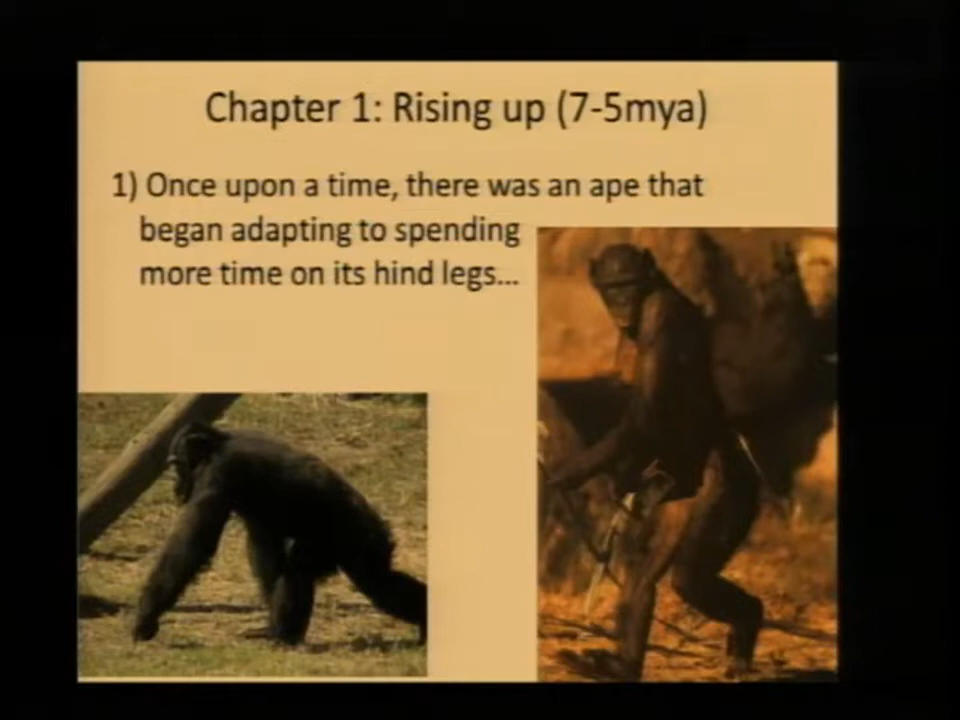 Chapter 1: Rising up (7-5mya)
1) Once upon a time, there was an ape that
began adapting to spending
more time on its hind legs...